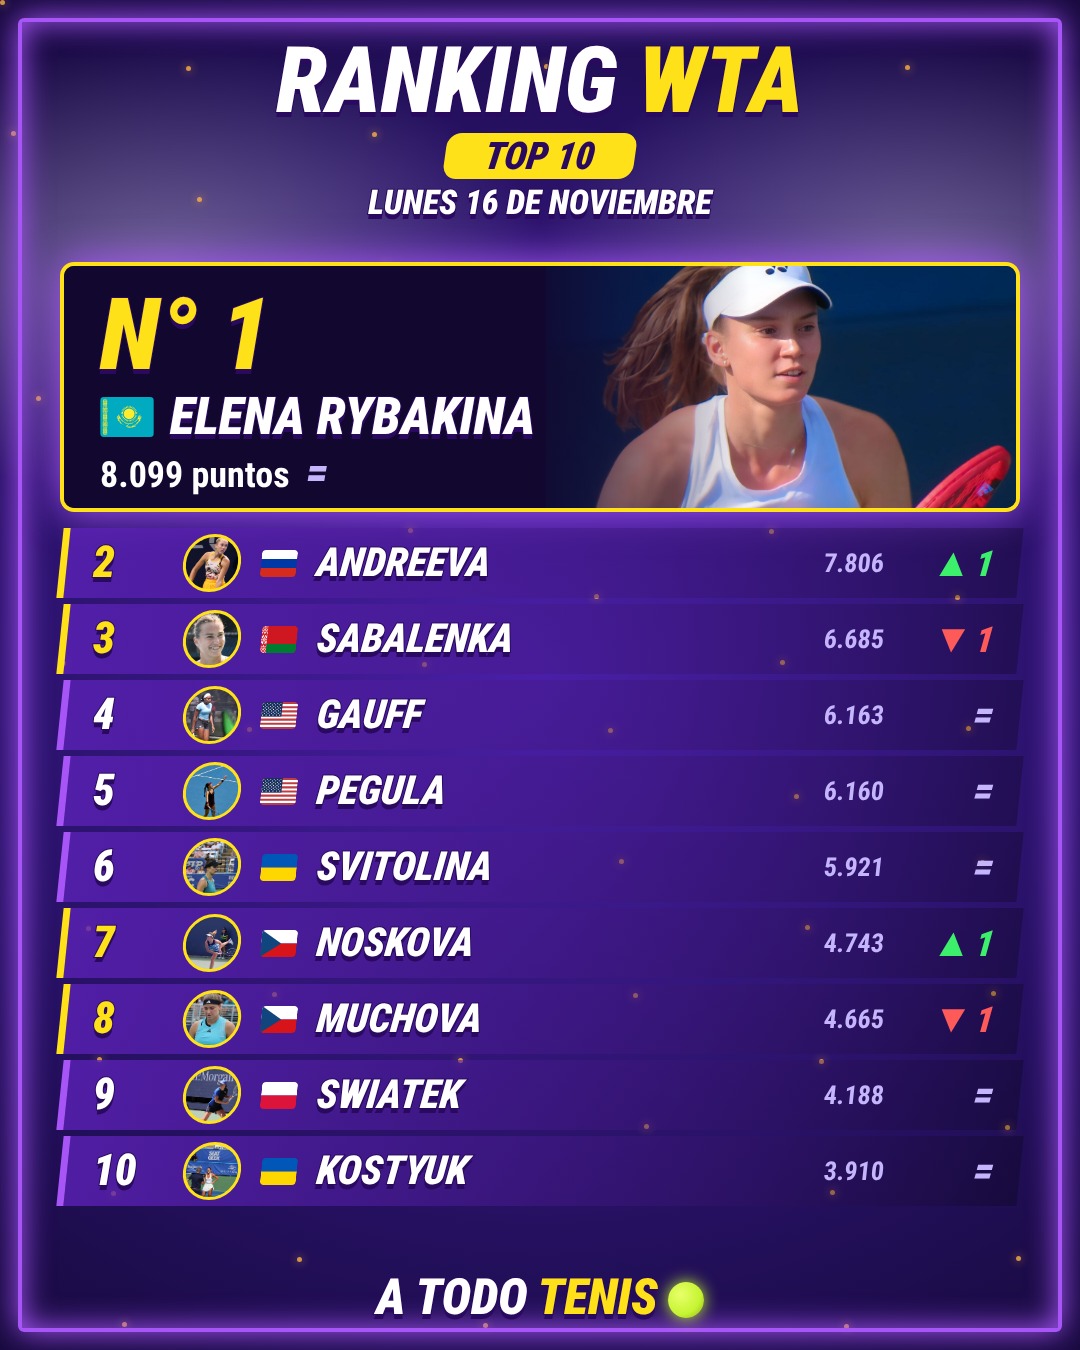 RANKING WTA
TOP 10
LUNES 16 DE NOVIEMBRE
N° 1
ELENA RYBAKINA
8.099 puntos =
2 ANDREEVA 7.806 ▲ 1
3 SABALENKA 6.685 ▼ 1
4 GAUFF 6.163 =
5 PEGULA 6.160 =
6 SVITOLINA 5.921 =
7 NOSKOVA 4.743 ▲ 1
8 MUCHOVA 4.665 ▼ 1
9 SWIATEK 4.188 =
10 KOSTYUK 3.910 =
A TODO TENIS